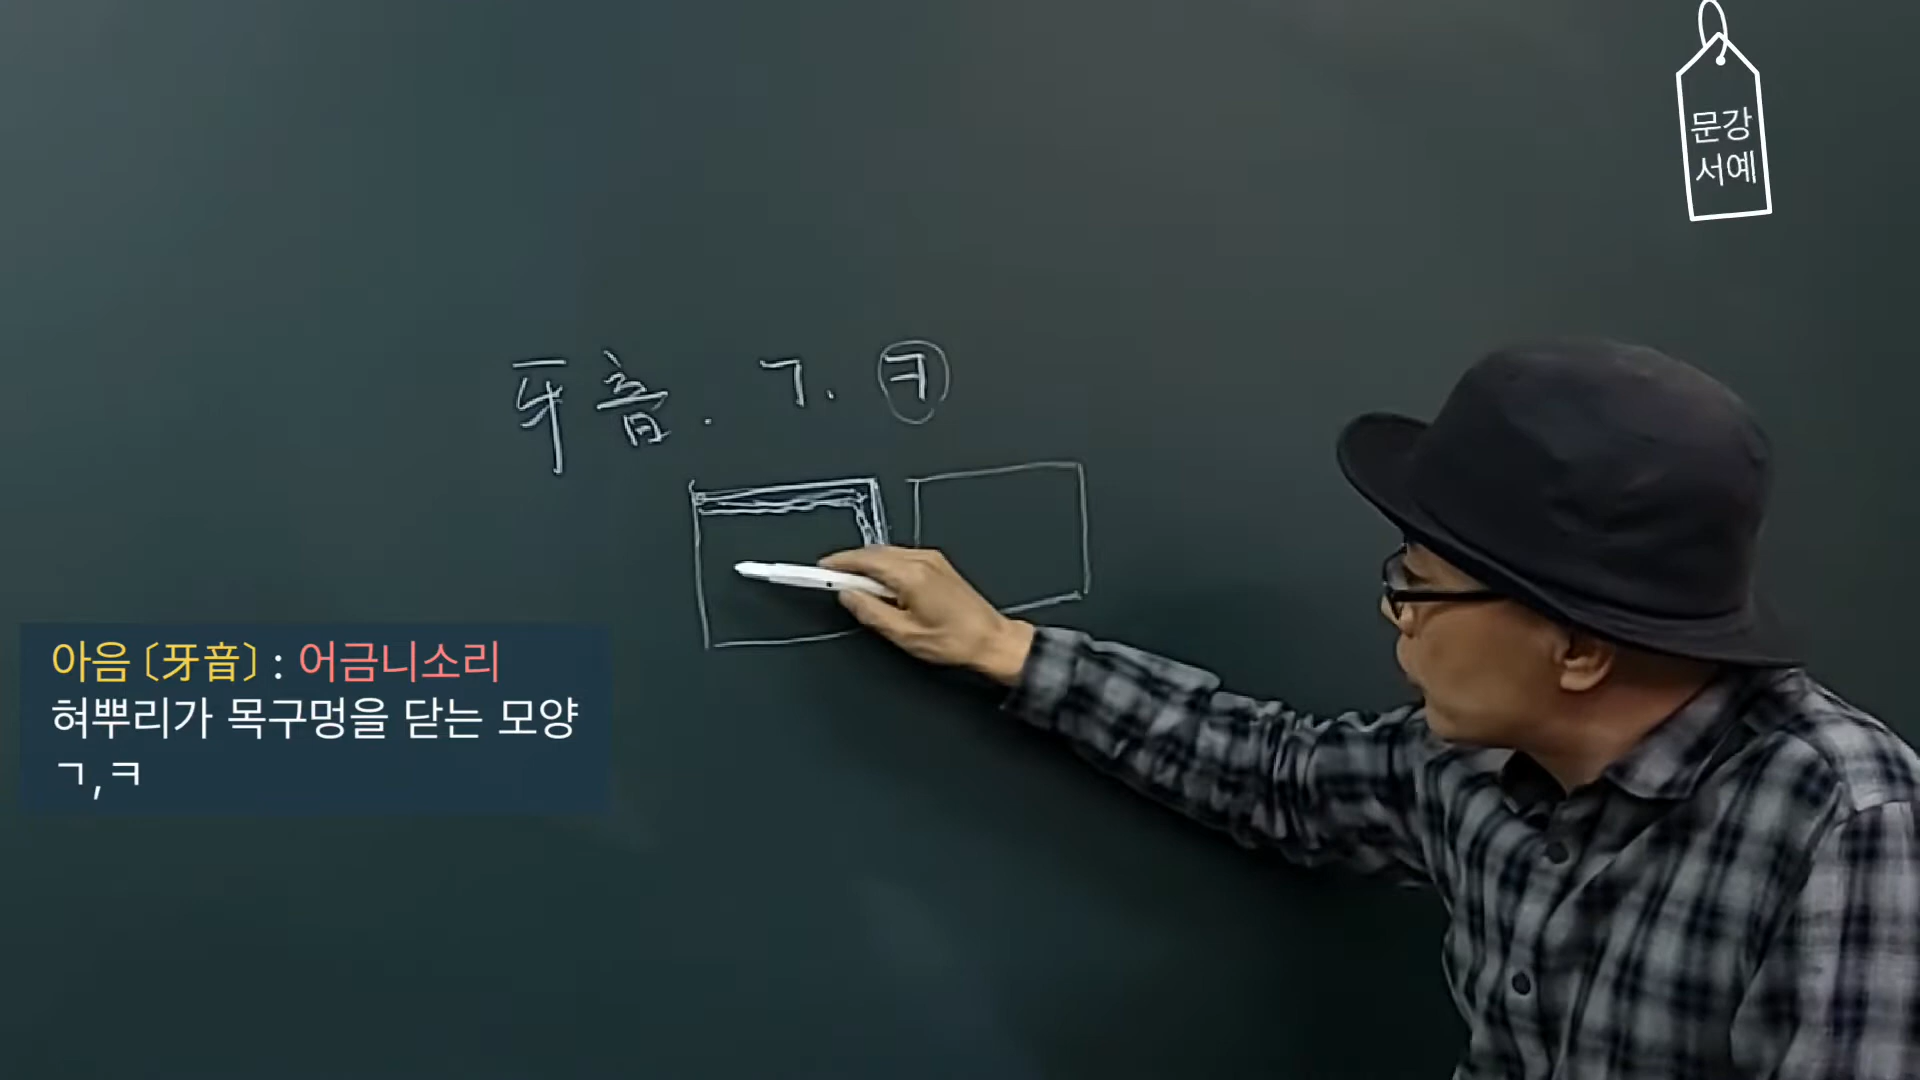 문강
서예
牙音. ㄱ. ㅋ
아음〔牙音〕: 어금니소리
혀뿌리가 목구멍을 닫는 모양
ㄱ,ㅋ